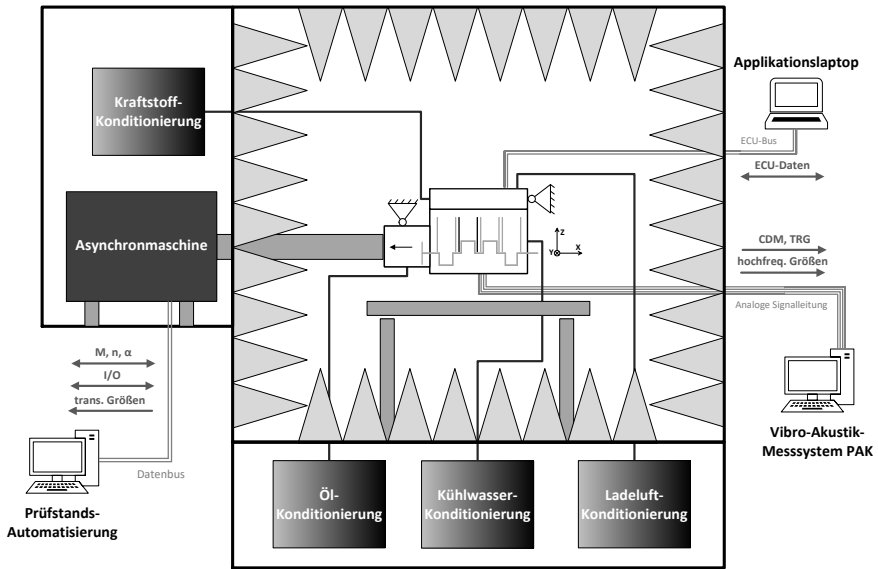 Kraftstoff-
Konditionierung
Applikationslaptop
ECU-Bus
ECU-Daten
Asynchronmaschine
Z
Y
X
CDM, TRG
hochfreq. Größen
Analoge Signalleitung
M, n, α
I/O
trans. Größen
Datenbus
Prüfstands-
Automatisierung
Vibro-Akustik-
Messsystem PAK
Öl-
Konditionierung
Kühlwasser-
Konditionierung
Ladeluft-
Konditionierung